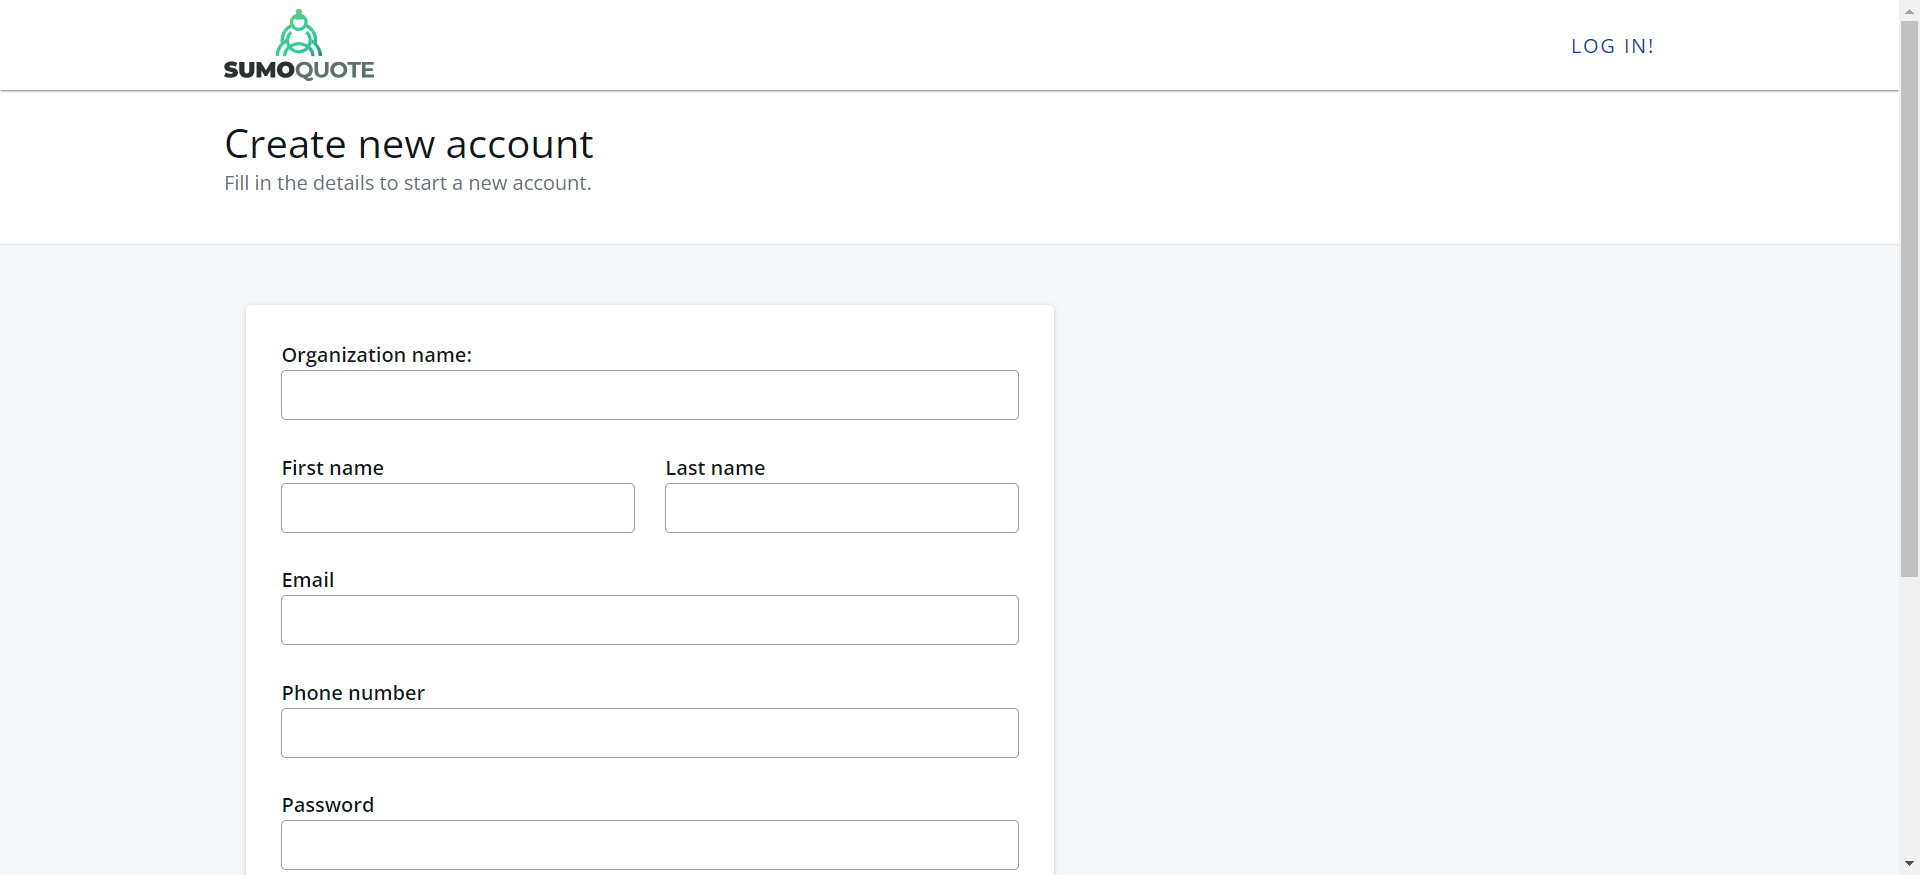 SUMOQUOTE
LOG IN!
Create new account
Fill in the details to start a new account.
Organization name:
First name
Last name
Email
Phone number
Password